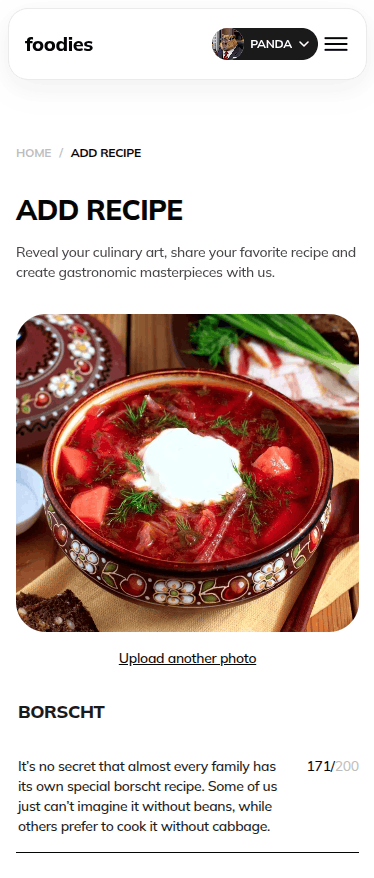 foodies
PANDA
HOME / ADD RECIPE
ADD RECIPE
Reveal your culinary art, share your favorite recipe and
create gastronomic masterpieces with us.
Upload another photo
BORSCHT
It’s no secret that almost every family has
its own special borscht recipe. Some of us
just can’t imagine it without beans, while
others prefer to cook it without cabbage.
171/200